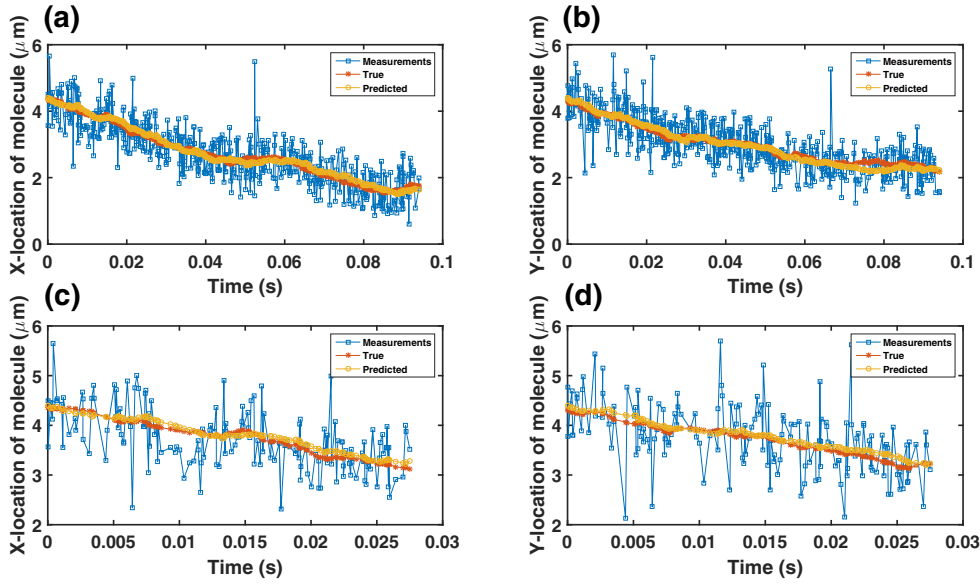 (a)
X-location of molecule (μm)
6
4
2
0
Measurements
True
Predicted
0 0.02 0.04 0.06 0.08 0.1
Time (s)
(b)
Y-location of molecule (μm)
6
4
2
0
Measurements
True
Predicted
0 0.02 0.04 0.06 0.08 0.1
Time (s)
(c)
X-location of molecule (μm)
6
5
4
3
2
Measurements
True
Predicted
0 0.005 0.01 0.015 0.02 0.025 0.03
Time (s)
(d)
Y-location of molecule (μm)
6
5
4
3
2
Measurements
True
Predicted
0 0.005 0.01 0.015 0.02 0.025 0.03
Time (s)